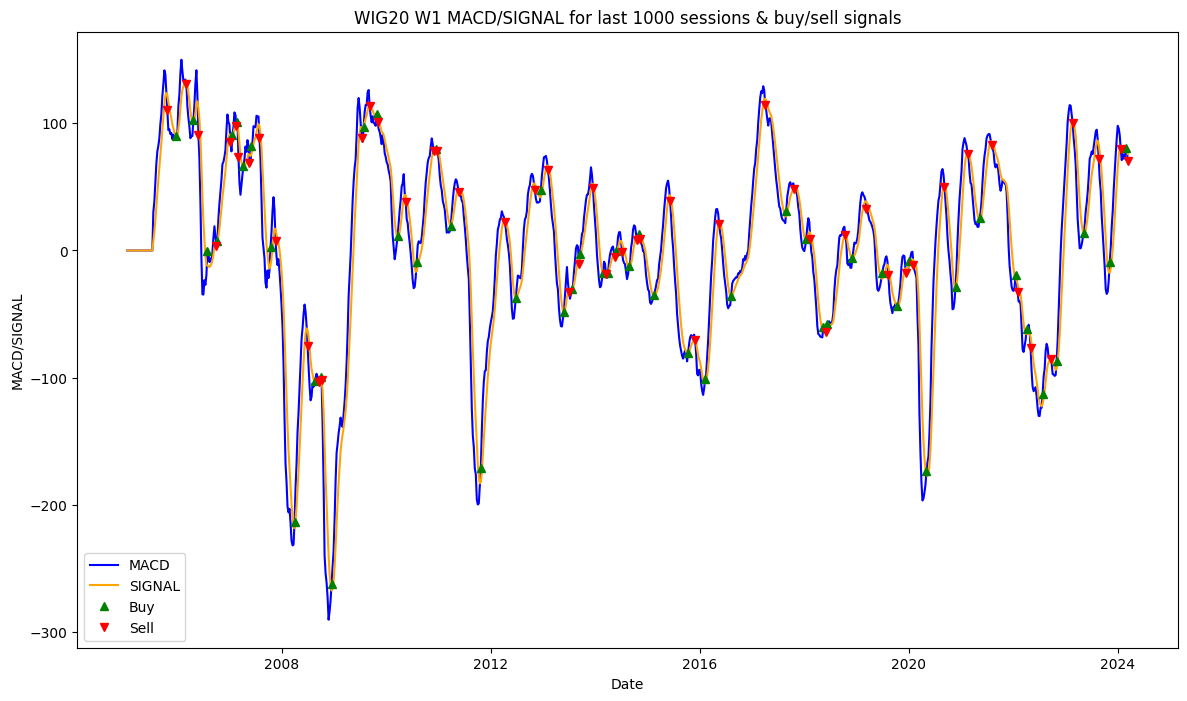 WIG20 W1 MACD/SIGNAL for last 1000 sessions & buy/sell signals
MACD/SIGNAL
100
0
−100
−200
−300
MACD
SIGNAL
Buy
Sell
2008
2012
2016
2020
2024
Date